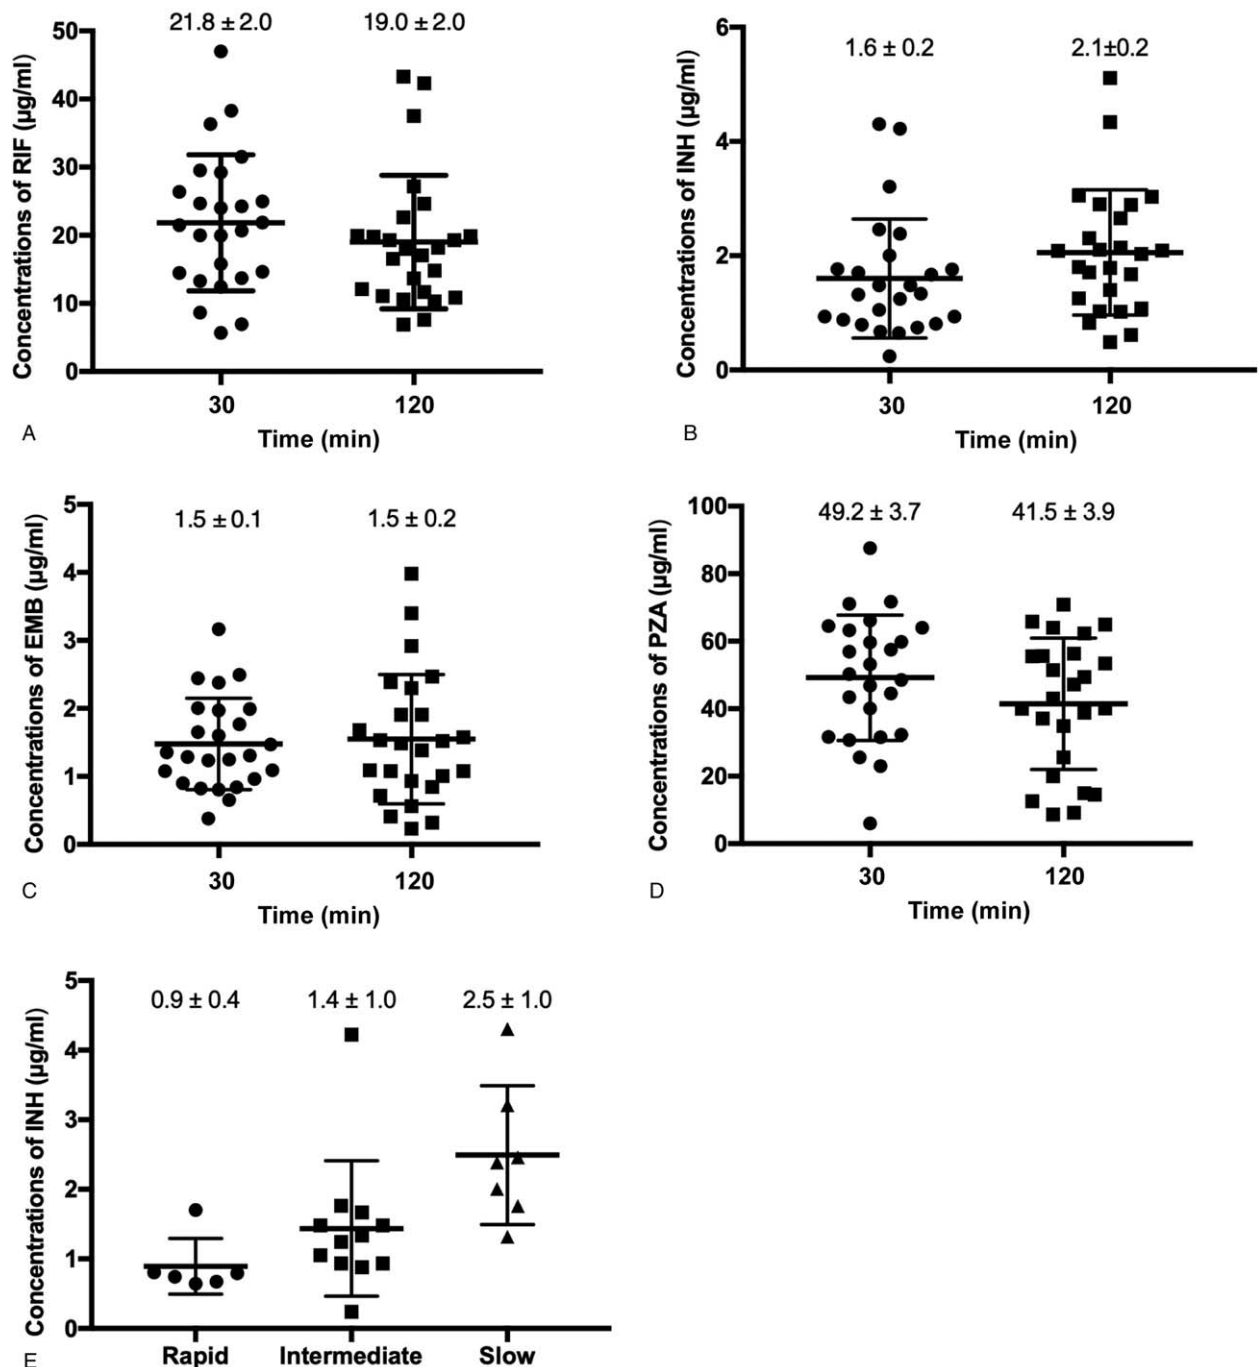 21.8 ± 2.0 19.0 ± 2.0
50
40
30
20
10
0
Concentrations of RIF (µg/ml)
30 120
Time (min)
A
1.6 ± 0.2 2.1±0.2
6
4
2
0
Concentrations of INH (µg/ml)
30 120
Time (min)
B
1.5 ± 0.1 1.5 ± 0.2
5
4
3
2
1
0
Concentrations of EMB (µg/ml)
30 120
Time (min)
C
49.2 ± 3.7 41.5 ± 3.9
100
80
60
40
20
0
Concentrations of PZA (µg/ml)
30 120
Time (min)
D
0.9 ± 0.4 1.4 ± 1.0 2.5 ± 1.0
5
4
3
2
1
0
Concentrations of INH (µg/ml)
Rapid Intermediate Slow
E